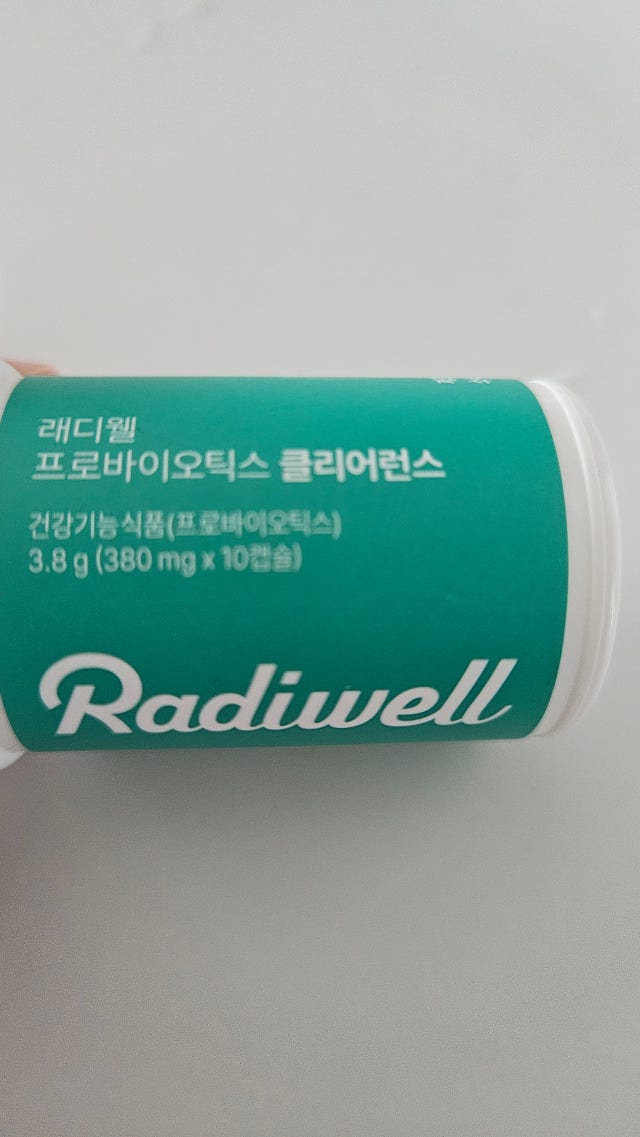 래디웰
프로바이오틱스 클리어런스
건강기능식품(프로바이오틱스)
3.8 g (380 mg x 10캡슐)
Radiwell